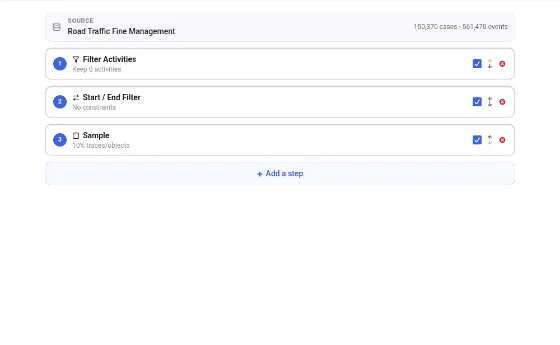 SOURCE
Road Traffic Fine Management
150,370 cases · 561,470 events
1
Filter Activities
Keep 0 activities
2
Start / End Filter
No constraints
3
Sample
10% traces/objects
+ Add a step